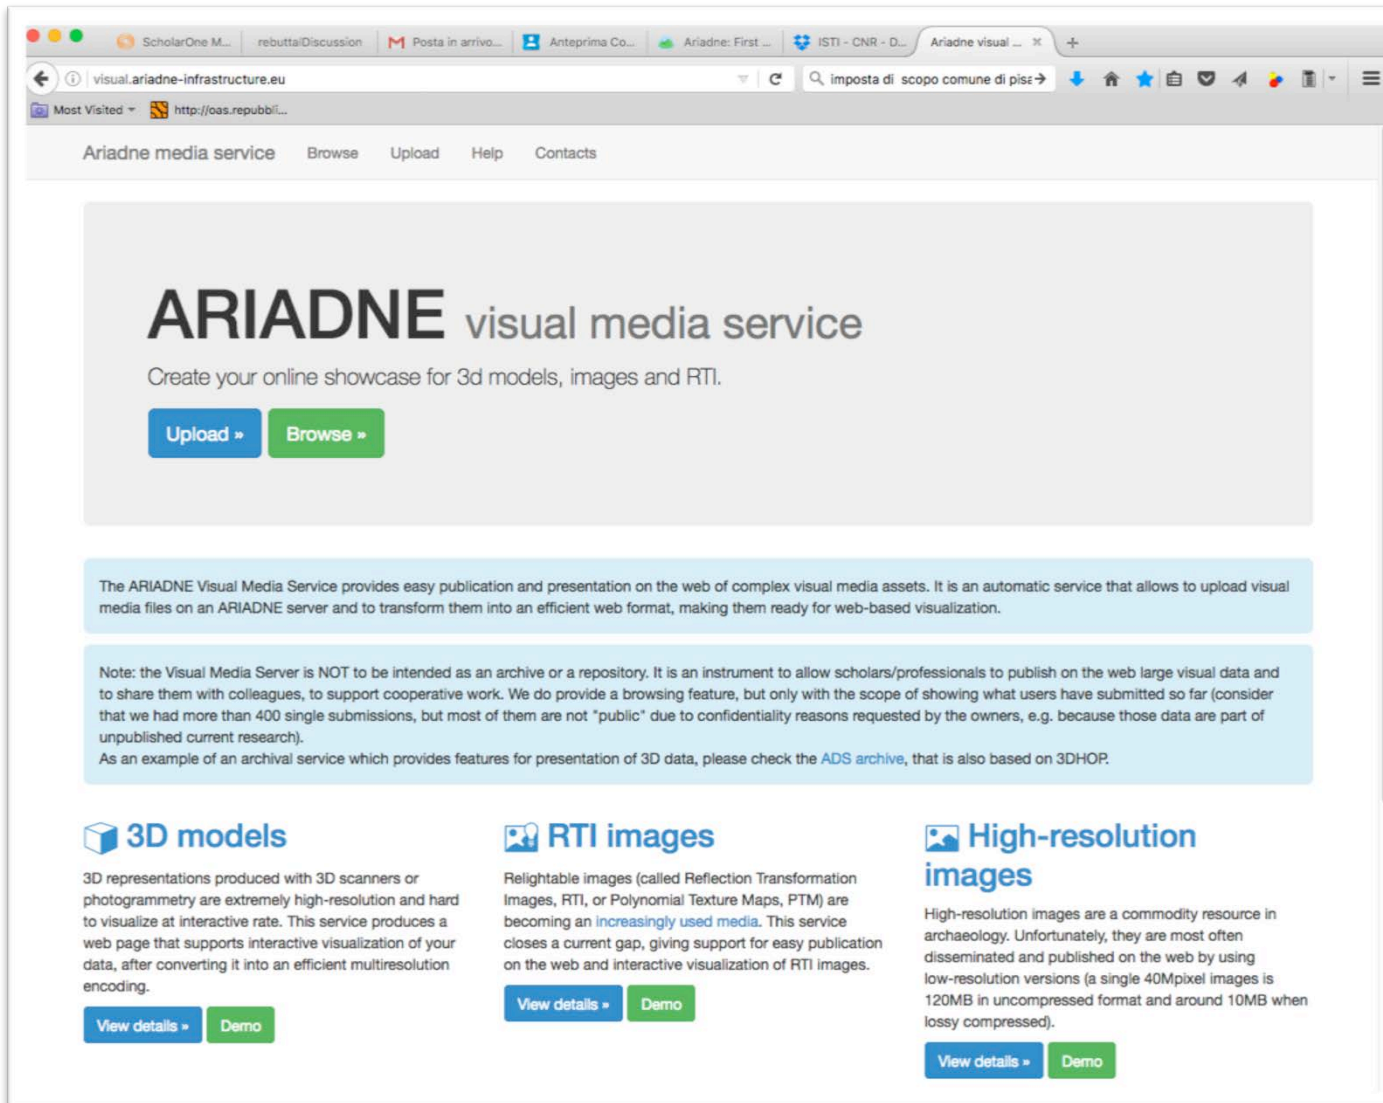 ScholarOne M...
rebuttalDiscussion
Posta in arrivo...
Anteprima Co...
Ariadne: First ...
ISTI - CNR - D...
Ariadne visual ...
visual.ariadne-infrastructure.eu
imposta di scopo comune di pisa
Most Visited
http://oas.repubbli...
Ariadne media service Browse Upload Help Contacts
ARIADNE visual media service
Create your online showcase for 3d models, images and RTI.
Upload » Browse »
The ARIADNE Visual Media Service provides easy publication and presentation on the web of complex visual media assets. It is an automatic service that allows to upload visual
media files on an ARIADNE server and to transform them into an efficient web format, making them ready for web-based visualization.
Note: the Visual Media Server is NOT to be intended as an archive or a repository. It is an instrument to allow scholars/professionals to publish on the web large visual data and
to share them with colleagues, to support cooperative work. We do provide a browsing feature, but only with the scope of showing what users have submitted so far (consider
that we had more than 400 single submissions, but most of them are not "public" due to confidentiality reasons requested by the owners, e.g. because those data are part of
unpublished current research).
As an example of an archival service which provides features for presentation of 3D data, please check the ADS archive, that is also based on 3DHOP.
3D models
3D representations produced with 3D scanners or
photogrammetry are extremely high-resolution and hard
to visualize at interactive rate. This service produces a
web page that supports interactive visualization of your
data, after converting it into an efficient multiresolution
encoding.
View details » Demo
RTI images
Relightable images (called Reflection Transformation
Images, RTI, or Polynomial Texture Maps, PTM) are
becoming an increasingly used media. This service
closes a current gap, giving support for easy publication
on the web and interactive visualization of RTI images.
View details » Demo
High-resolution
images
High-resolution images are a commodity resource in
archaeology. Unfortunately, they are most often
disseminated and published on the web by using
low-resolution versions (a single 40Mpixel images is
120MB in uncompressed format and around 10MB when
lossy compressed).
View details » Demo